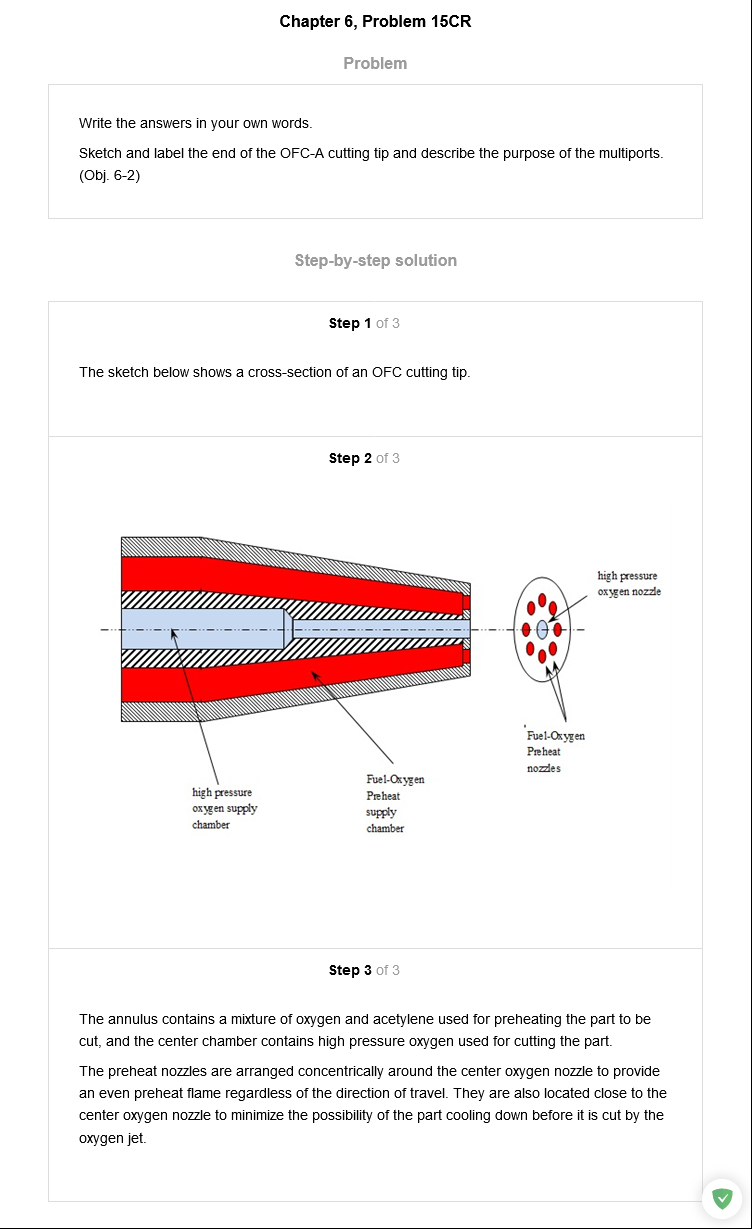 Chapter 6, Problem 15CR
Problem
Write the answers in your own words.
Sketch and label the end of the OFC-A cutting tip and describe the purpose of the multiports.
(Obj. 6-2)
Step-by-step solution
Step 1 of 3
The sketch below shows a cross-section of an OFC cutting tip.
Step 2 of 3
high pressure
oxygen nozzle
Fuel-Oxygen
Preheat
nozzles
Fuel-Oxygen
Preheat
supply
chamber
high pressure
oxygen supply
chamber
Step 3 of 3
The annulus contains a mixture of oxygen and acetylene used for preheating the part to be
cut, and the center chamber contains high pressure oxygen used for cutting the part.
The preheat nozzles are arranged concentrically around the center oxygen nozzle to provide
an even preheat flame regardless of the direction of travel. They are also located close to the
center oxygen nozzle to minimize the possibility of the part cooling down before it is cut by the
oxygen jet.